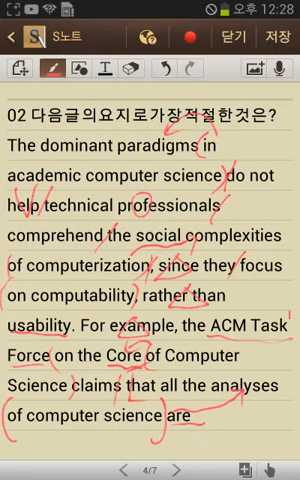 오후 12:28
S노트
닫기 저장
02 다음글의요지로가장적절한것은?
The dominant paradigms in
academic computer science do not
help technical professionals
comprehend the social complexities
of computerization, since they focus
on computability, rather than
usability. For example, the ACM Task
Force on the Core of Computer
Science claims that all the analyses
of computer science are
4/7